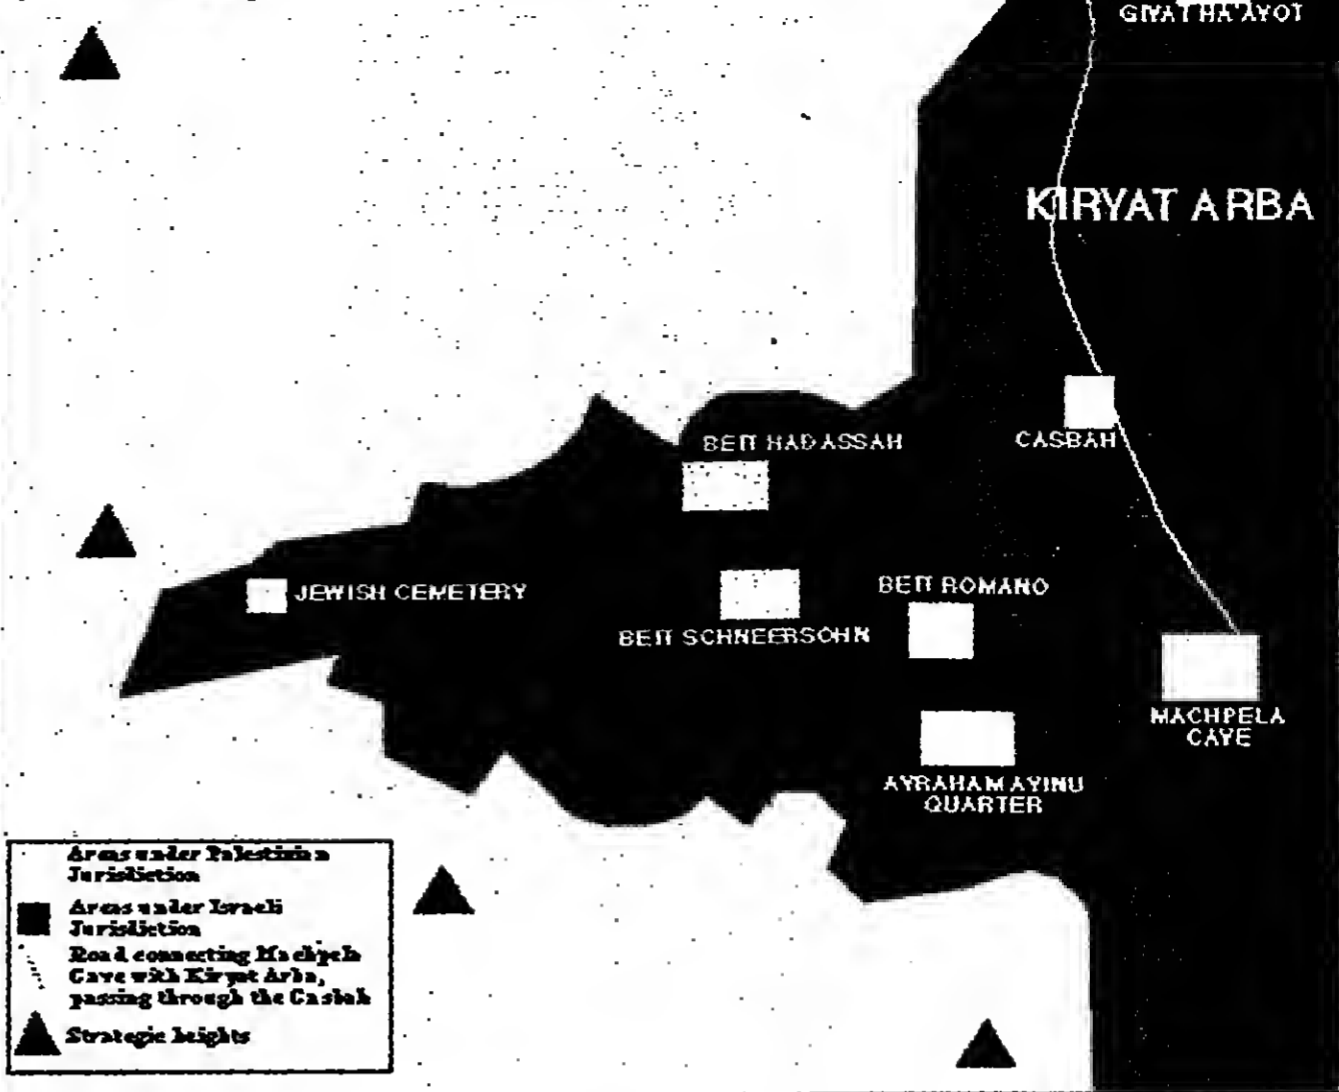 GIVAT HA'AVOT
KIRYAT ARBA
BEIT HADASSAH
CASBAH
JEWISH CEMETERY
BEIT ROMANO
BEIT SCHNEERSOHN
MACHPELA
CAVE
AVRAHAM AVINU
QUARTER
Areas under Palestinian
Jurisdiction
Areas under Israeli
Jurisdiction
Road connecting Machpela
Cave with Kiryat Arba,
passing through the Casbah
Strategic heights